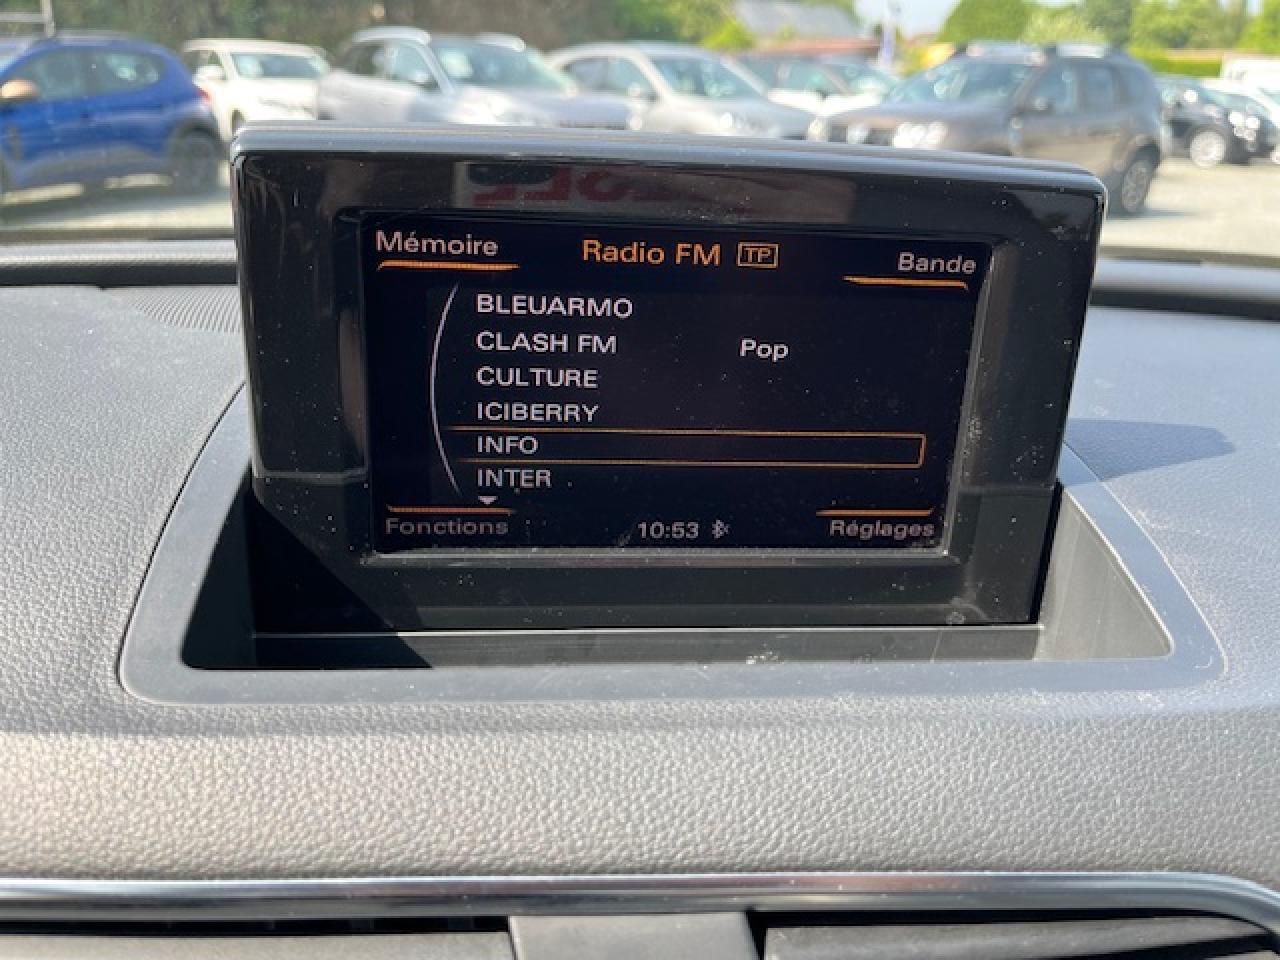 Mémoire Radio FM TP Bande
BLEUARMO
CLASH FM Pop
CULTURE
ICIBERRY
INFO
INTER
Fonctions 10:53 Réglages